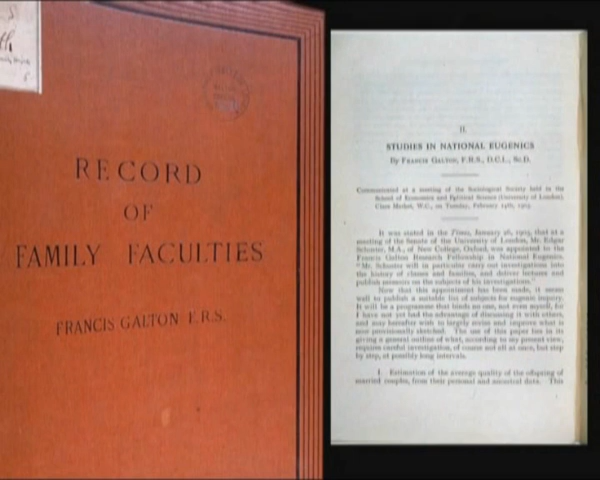 RECORD
OF
FAMILY FACULTIES
FRANCIS GALTON F.R.S.
II.
STUDIES IN NATIONAL EUGENICS
By Francis Galton, F.R.S., D.C.L., Sc.D.
Communicated at a meeting of the Sociological Society held in the
School of Economics and Political Science (University of London),
Clare Market, W.C., on Tuesday, February 14th, 1905.
It was stated in the Times, January 26, 1905, that at a
meeting of the Senate of the University of London, Mr. Edgar
Schuster, M.A., of New College, Oxford, was appointed to the
Francis Galton Research Fellowship in National Eugenics.
"Mr. Schuster will in particular carry out investigations into
the history of classes and families, and deliver lectures and
publish memoirs on the subjects of his investigations."
Now that this appointment has been made, it seems
well to publish a suitable list of subjects for eugenic inquiry.
It will be a programme that binds no one, not even myself, for
I have not yet had the advantage of discussing it with others,
and may hereafter wish to largely revise and improve what is
now provisionally sketched. The use of this paper lies in its
giving a general outline of what, according to my present view,
requires careful investigation, of course not all at once, but step
by step, at possibly long intervals.
I. Estimation of the average quality of the offspring of
married couples, from their personal and ancestral data. This